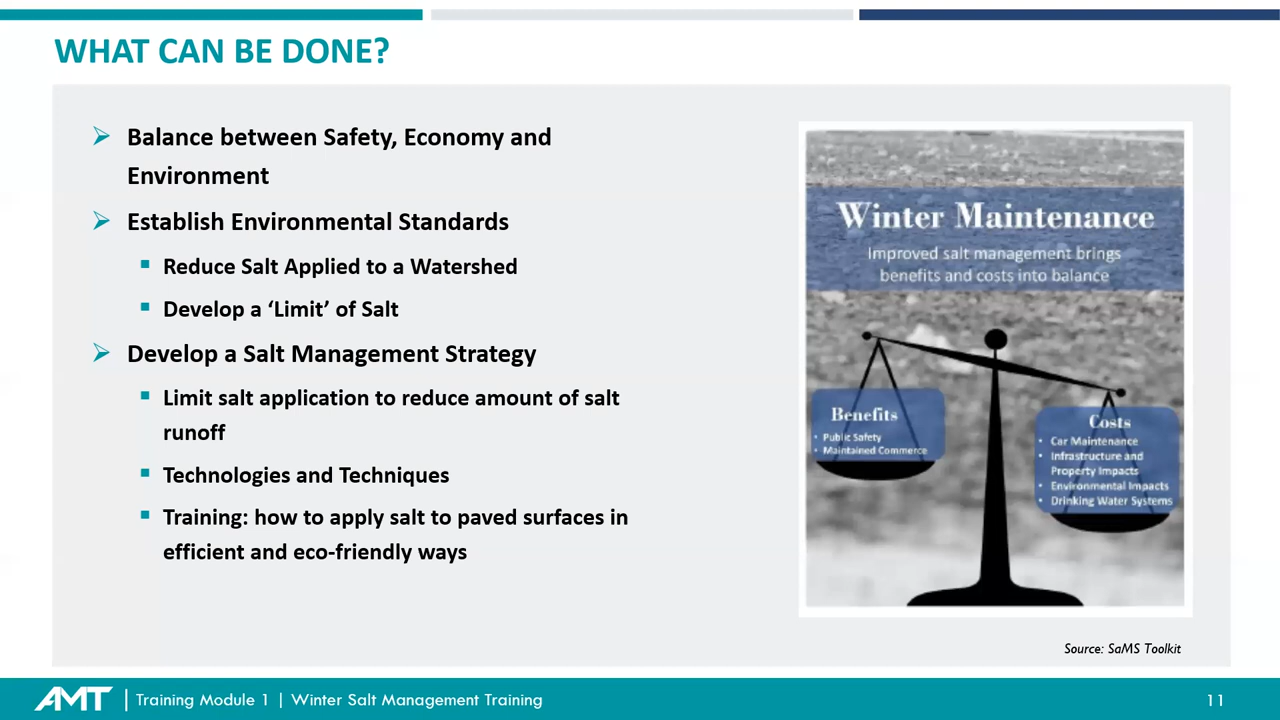 WHAT CAN BE DONE?
Balance between Safety, Economy and
Environment
Establish Environmental Standards
Reduce Salt Applied to a Watershed
Develop a ‘Limit’ of Salt
Develop a Salt Management Strategy
Limit salt application to reduce amount of salt
runoff
Technologies and Techniques
Training: how to apply salt to paved surfaces in
efficient and eco-friendly ways
Winter Maintenance
Improved salt management brings
benefits and costs into balance
Benefits
• Public Safety
• Maintained Commerce
Costs
• Car Maintenance
• Infrastructure and
Property Impacts
• Environmental Impacts
• Drinking Water Systems
Source: SaMS Toolkit
AMT | Training Module 1 | Winter Salt Management Training
11